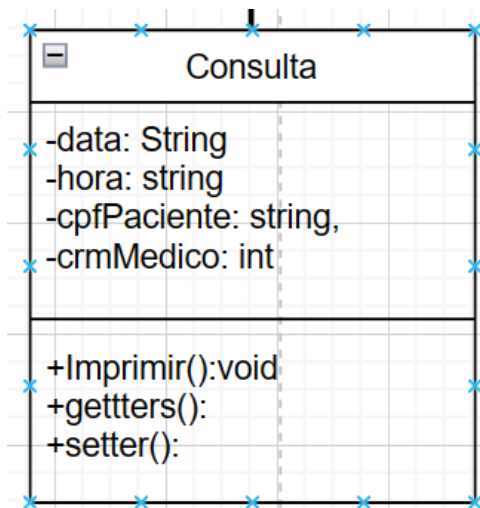 Consulta
-data: String
-hora: string
-cpfPaciente: string,
-crmMedico: int
+Imprimir():void
+gettters():
+setter():